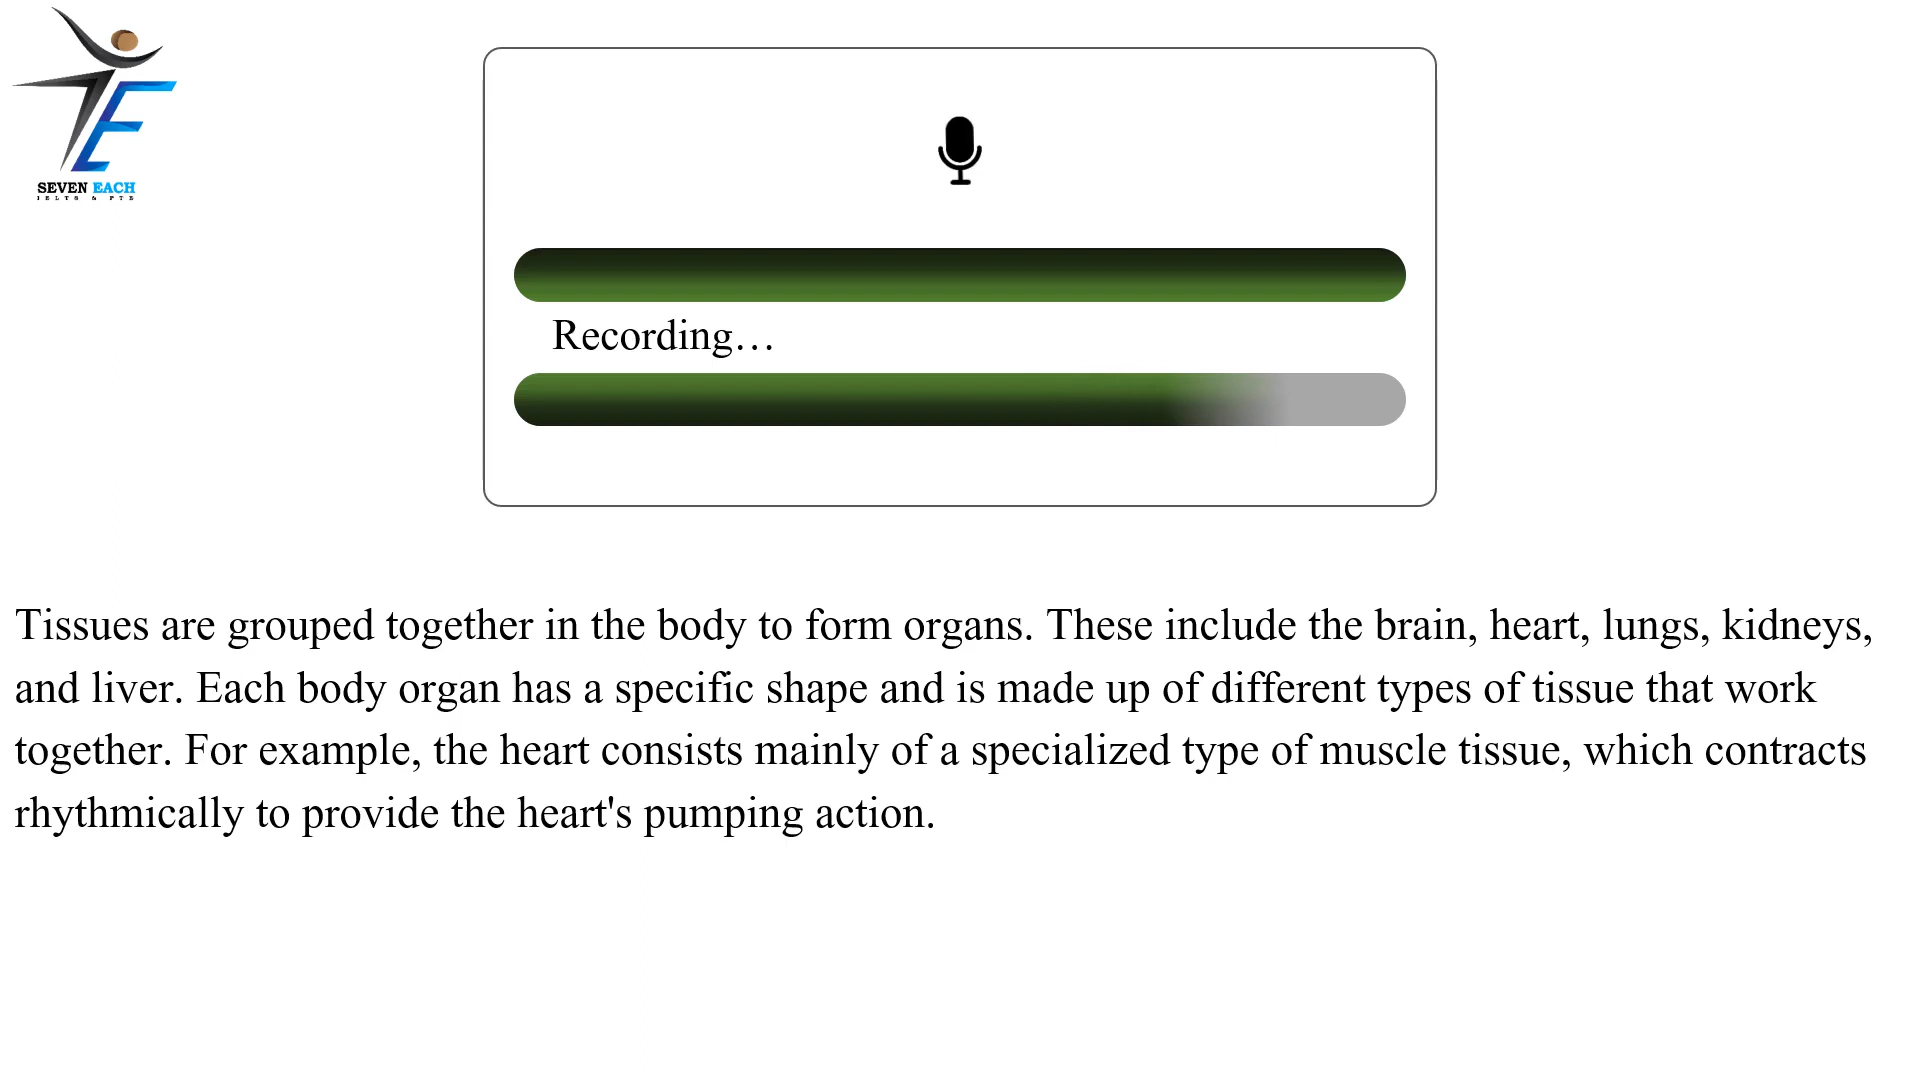 SEVEN EACH
IELTS & PTE
Recording…
Tissues are grouped together in the body to form organs. These include the brain, heart, lungs, kidneys,
and liver. Each body organ has a specific shape and is made up of different types of tissue that work
together. For example, the heart consists mainly of a specialized type of muscle tissue, which contracts
rhythmically to provide the heart's pumping action.